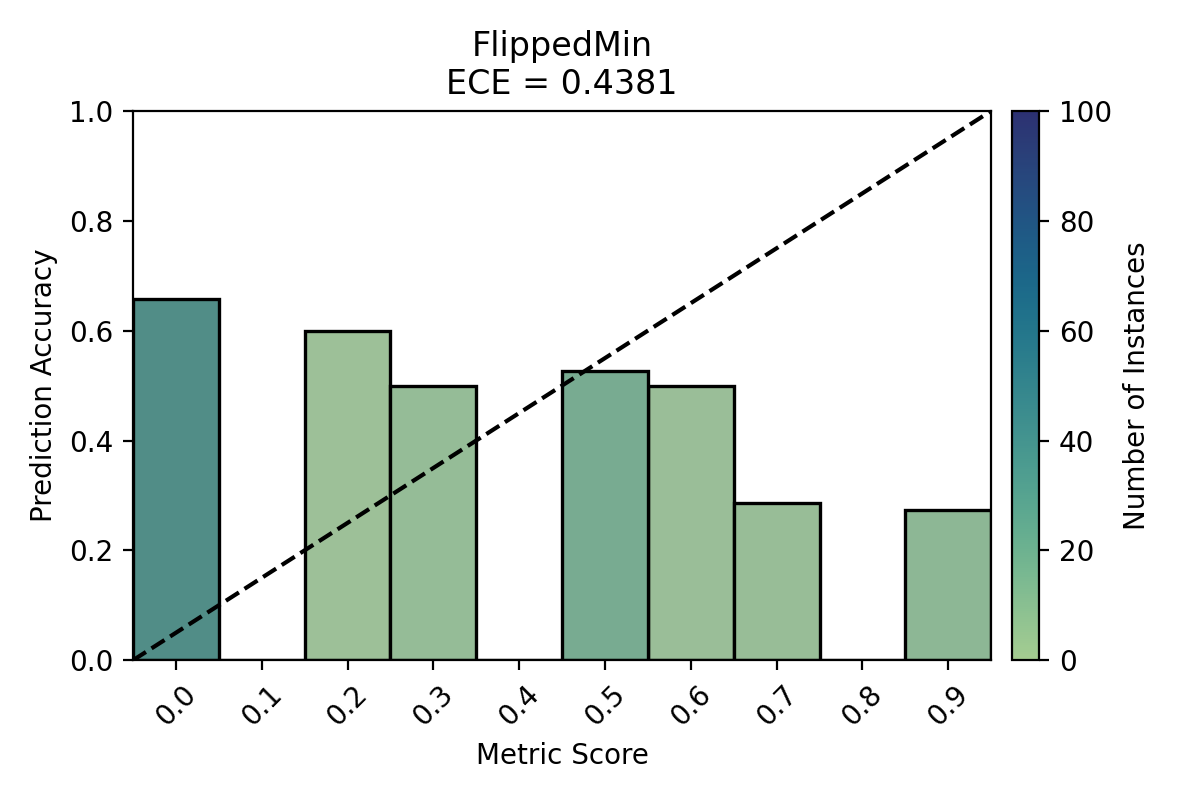 FlippedMin
ECE = 0.4381
Prediction Accuracy
1.0
0.8
0.6
0.4
0.2
0.0
0.0 0.1 0.2 0.3 0.4 0.5 0.6 0.7 0.8 0.9
Metric Score
100
80
60
40
20
0
Number of Instances